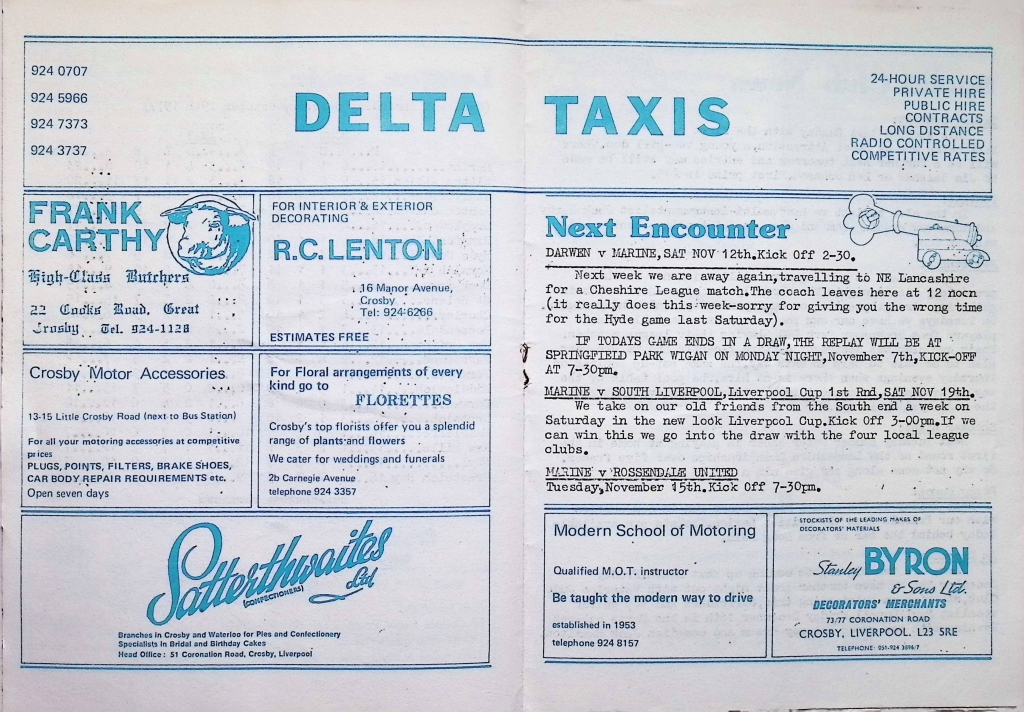 924 0707
924 5966
924 7373
924 3737
DELTA TAXIS
24-HOUR SERVICE
PRIVATE HIRE
PUBLIC HIRE
CONTRACTS
LONG DISTANCE
RADIO CONTROLLED
COMPETITIVE RATES
FRANK
CARTHY
High-Class Butchers
22 Cooks Road, Great
Crosby Tel. 924-1128
FOR INTERIOR & EXTERIOR
DECORATING
R.C. LENTON
16 Manor Avenue,
Crosby
Tel: 924-6266
ESTIMATES FREE
Crosby Motor Accessories
13-15 Little Crosby Road (next to Bus Station)
For all your motoring accessories at competitive
prices
PLUGS, POINTS, FILTERS, BRAKE SHOES,
CAR BODY REPAIR REQUIREMENTS etc.
Open seven days
For Floral arrangements of every
kind go to
FLORETTES
Crosby's top florists offer you a splendid
range of plants and flowers
We cater for weddings and funerals
2b Carnegie Avenue
telephone 924 3357
Satterthwaites
Ltd
(CONFECTIONERS)
Branches in Crosby and Waterloo for Pies and Confectionery
Specialists in Bridal and Birthday Cakes
Head Office : 51 Coronation Road, Crosby, Liverpool
Next Encounter
DARWEN v MARINE,SAT NOV 12th.Kick Off 2-30.
Next week we are away again,travelling to NE Lancashire
for a Cheshire League match.The coach leaves here at 12 nocn
(it really does this week-sorry for giving you the wrong time
for the Hyde game last Saturday).
IF TODAYS GAME ENDS IN A DRAW,THE REPLAY WILL BE AT
SPRINGFIELD PARK WIGAN ON MONDAY NIGHT,November 7th,KICK-OFF
AT 7-30pm.
MARINE v SOUTH LIVERPOOL,Liverpool Cup 1st Rnd,SAT NOV 19th.
We take on our old friends from the South end a week on
Saturday in the new look Liverpool Cup.Kick Off 3-00pm.If we
can win this we go into the draw with the four local league
clubs.
MARINE v ROSSENDALE UNITED
Tuesday,November 15th.Kick Off 7-30pm.
Modern School of Motoring
Qualified M.O.T. instructor
Be taught the modern way to drive
established in 1953
telephone 924 8157
STOCKISTS OF THE LEADING MAKES OF
DECORATORS' MATERIALS
Stanley BYRON
& Sons Ltd.
DECORATORS' MERCHANTS
73/77 CORONATION ROAD
CROSBY, LIVERPOOL. L23 5RE
TELEPHONE: 051-924 3896/7